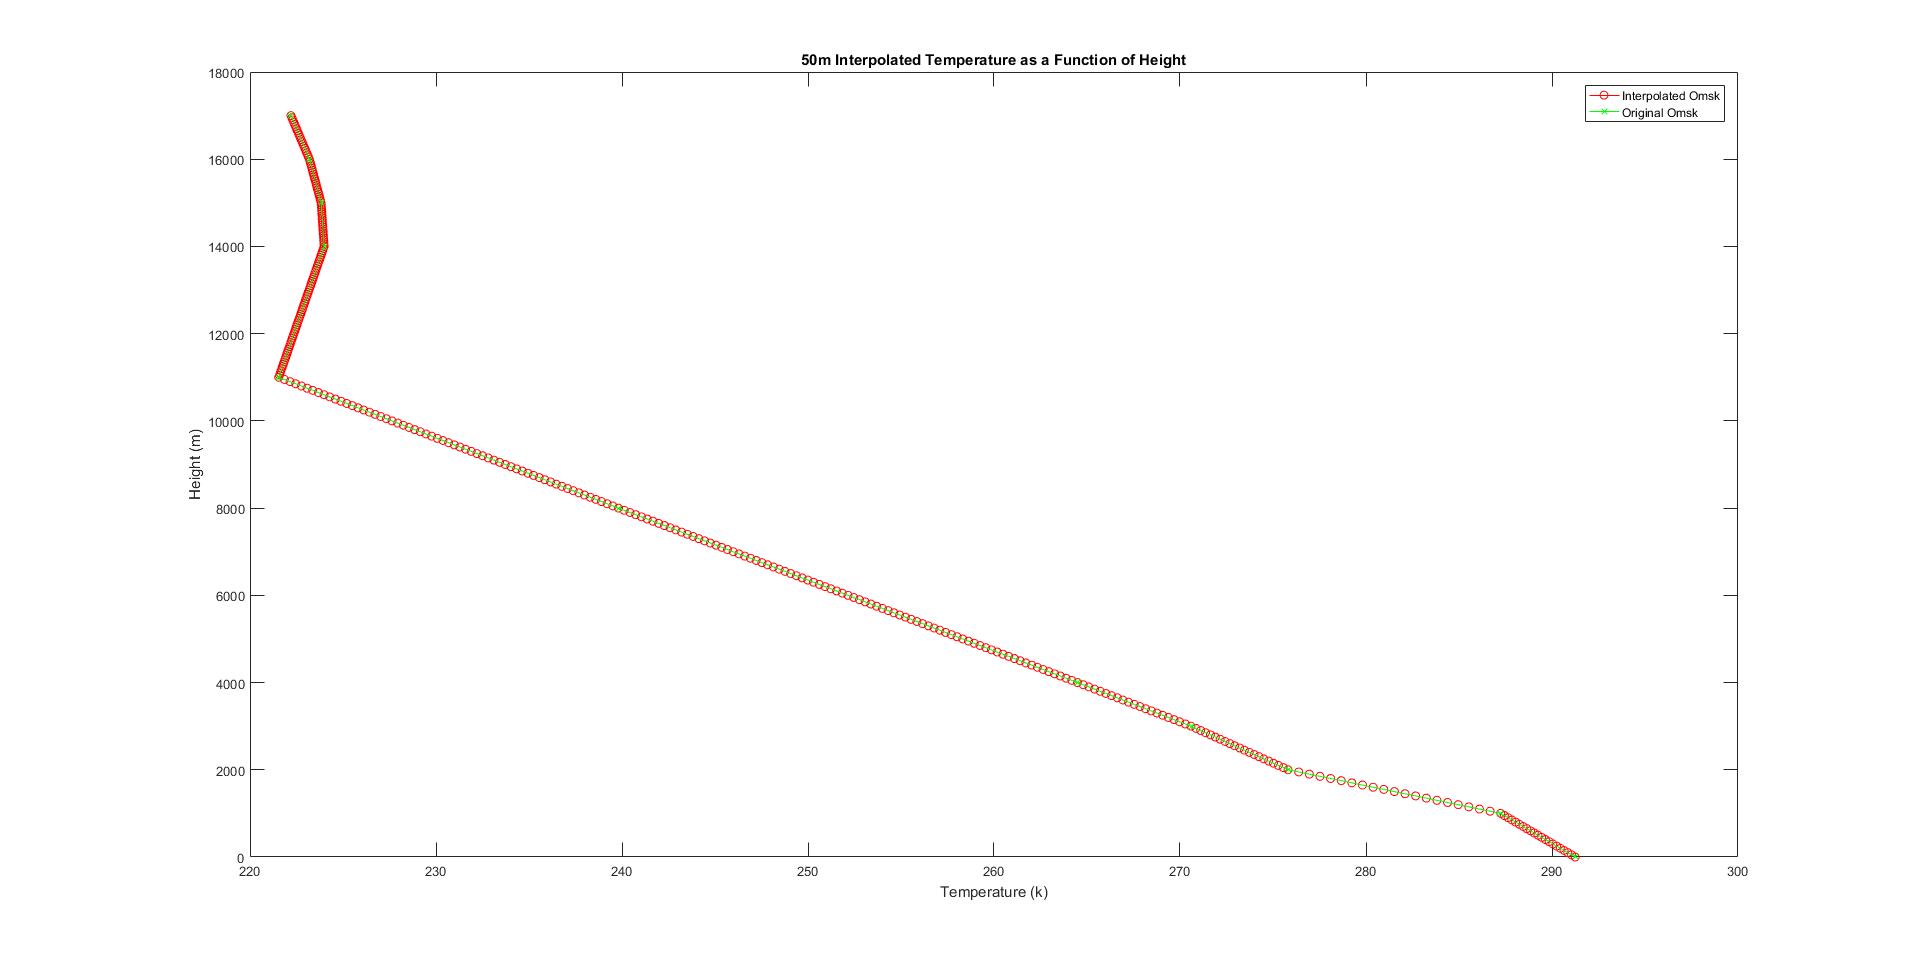 50m Interpolated Temperature as a Function of Height
18000
16000
14000
12000
10000
8000
6000
4000
2000
0
Height (m)
Interpolated Omsk
Original Omsk
220 230 240 250 260 270 280 290 300
Temperature (k)